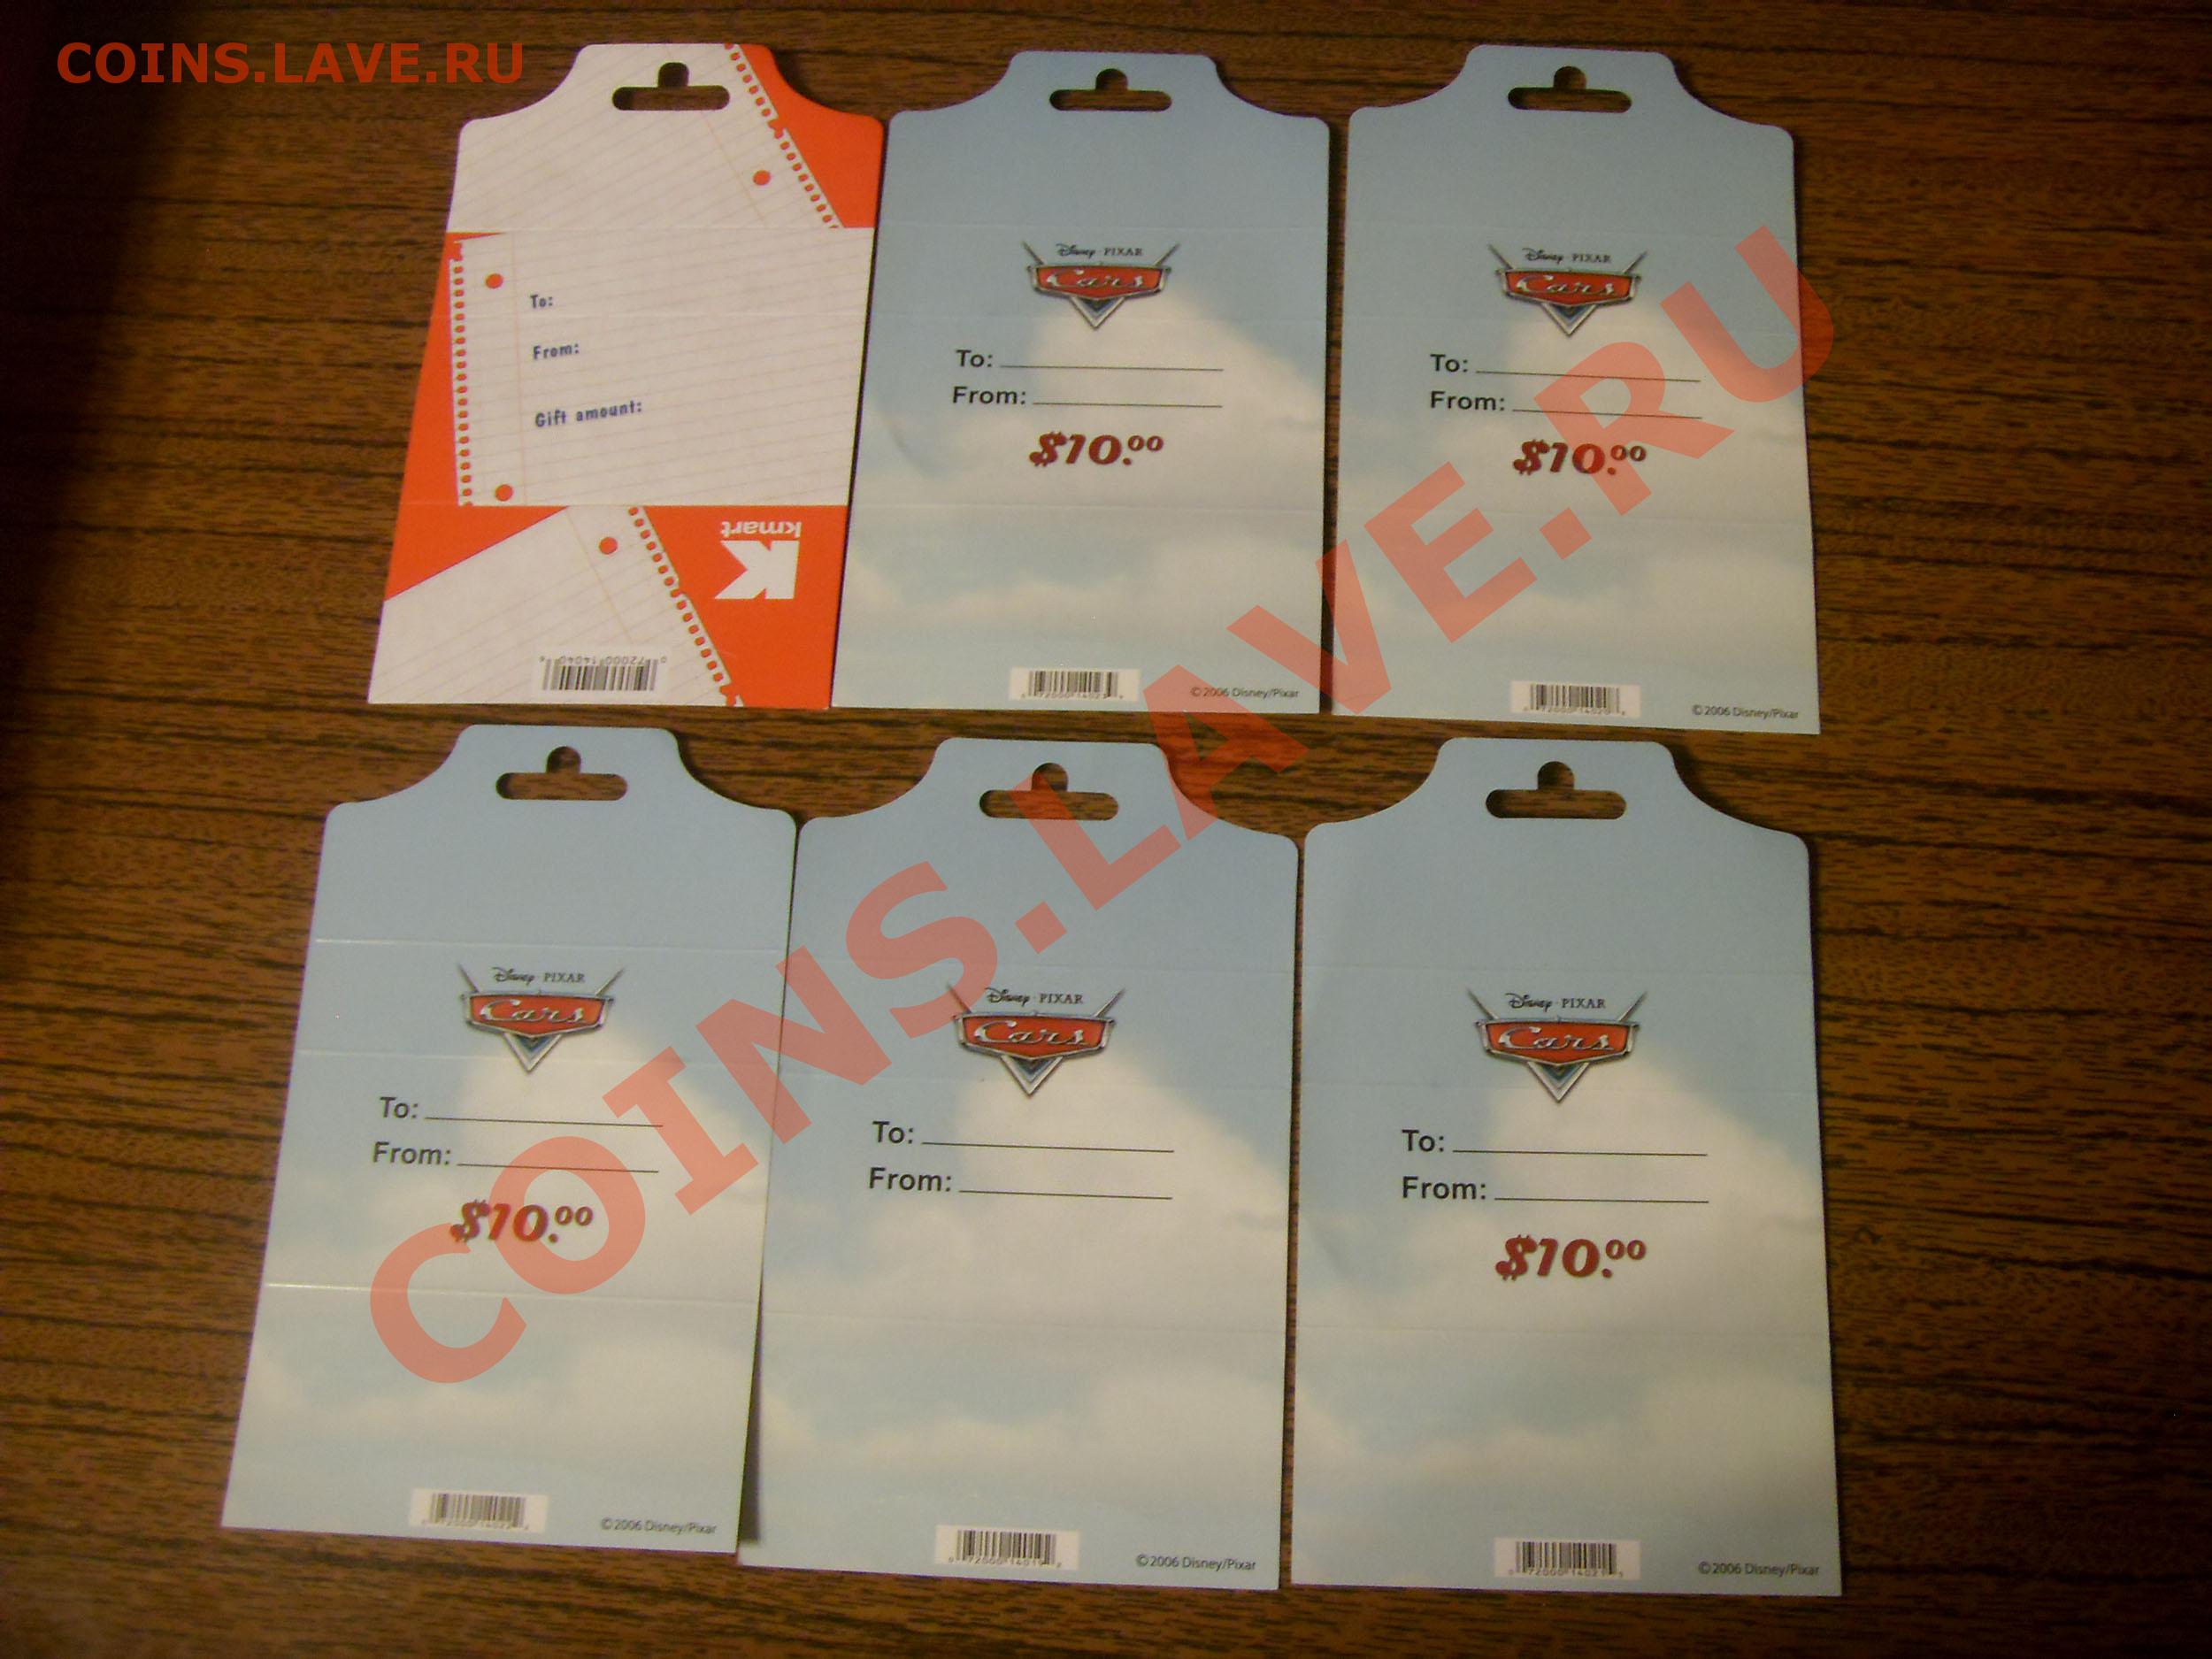 COINS.LAVE.RU
To:
From:
Gift amount:
kmart
0 72000 14040
Disney · PIXAR
Cars
To:
From:
$10.00
©2006 Disney/Pixar
Disney · PIXAR
Cars
To:
From:
$10.00
©2006 Disney/Pixar
Disney · PIXAR
Cars
To:
From:
$10.00
©2006 Disney/Pixar
Disney · PIXAR
Cars
To:
From:
©2006 Disney/Pixar
Disney · PIXAR
Cars
To:
From:
$10.00
©2006 Disney/Pixar
COINS.LAVE.RU